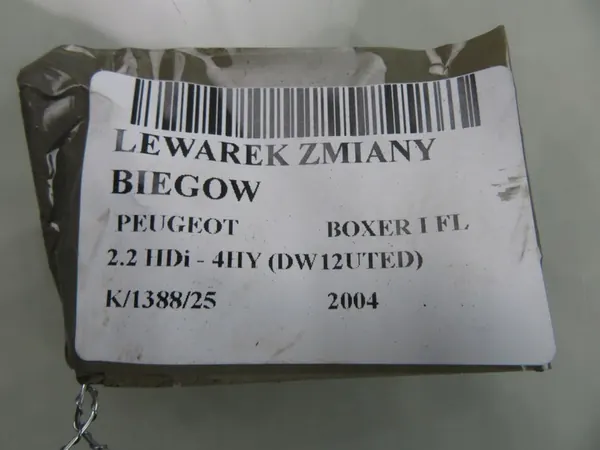 LEWAREK ZMIANY
BIEGOW
PEUGEOT BOXER I FL
2.2 HDi - 4HY (DW12UTED)
K/1388/25 2004